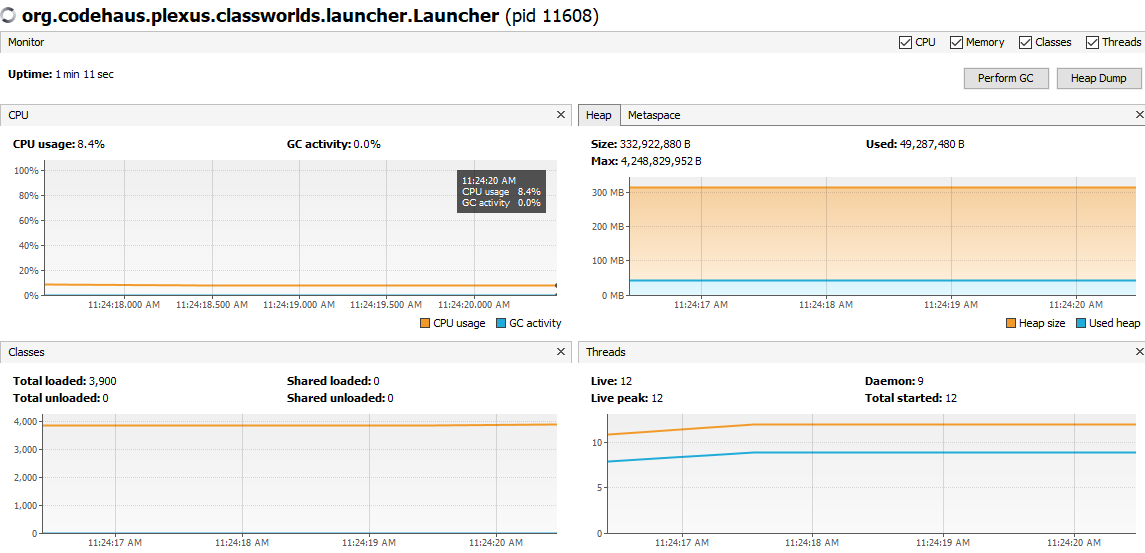 org.codehaus.plexus.classworlds.launcher.Launcher (pid 11608)
Monitor
CPU
Memory
Classes
Threads
Uptime: 1 min 11 sec
Perform GC
Heap Dump
CPU
CPU usage: 8.4%
GC activity: 0.0%
100%
80%
60%
40%
20%
0%
11:24:20 AM
CPU usage 8.4%
GC activity 0.0%
11:24:18.000 AM
11:24:18.500 AM
11:24:19.000 AM
11:24:19.500 AM
11:24:20.000 AM
CPU usage
GC activity
Heap
Metaspace
Size: 332,922,880 B
Used: 49,287,480 B
Max: 4,248,829,952 B
300 MB
200 MB
100 MB
0 MB
11:24:17 AM
11:24:18 AM
11:24:19 AM
11:24:20 AM
Heap size
Used heap
Classes
Total loaded: 3,900
Shared loaded: 0
Total unloaded: 0
Shared unloaded: 0
4,000
3,000
2,000
1,000
0
11:24:17 AM
11:24:18 AM
11:24:19 AM
11:24:20 AM
Threads
Live: 12
Daemon: 9
Live peak: 12
Total started: 12
10
5
0
11:24:17 AM
11:24:18 AM
11:24:19 AM
11:24:20 AM